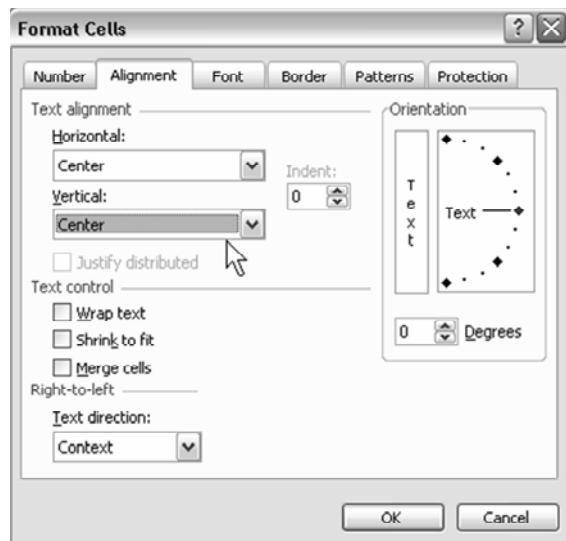 Format Cells
Number Alignment Font Border Patterns Protection
Text alignment
Horizontal:
Center
Indent:
0
Vertical:
Center
Justify distributed
Text control
Wrap text
Shrink to fit
Merge cells
Right-to-left
Text direction:
Context
Orientation
Text
Text
0 Degrees
OK Cancel